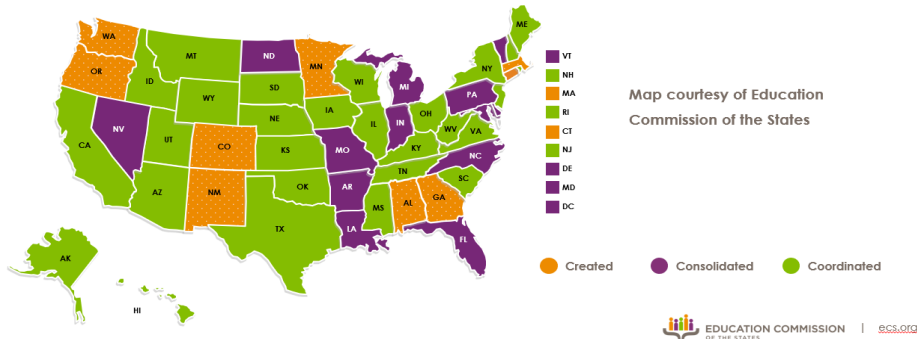 ME
WA
MT
ND
MN
VT
OR
ID
SD
WI
MI
NY
NH
WY
MA
IA
PA
RI
NE
IL
IN
OH
CT
NV
UT
CO
KS
MO
KY
WV
VA
NJ
CA
NC
DE
TN
AZ
NM
OK
AR
SC
MD
MS
AL
GA
DC
TX
LA
FL
AK
HI
Map courtesy of Education
Commission of the States
Created
Consolidated
Coordinated
EDUCATION COMMISSION | ecs.org
OF THE STATES